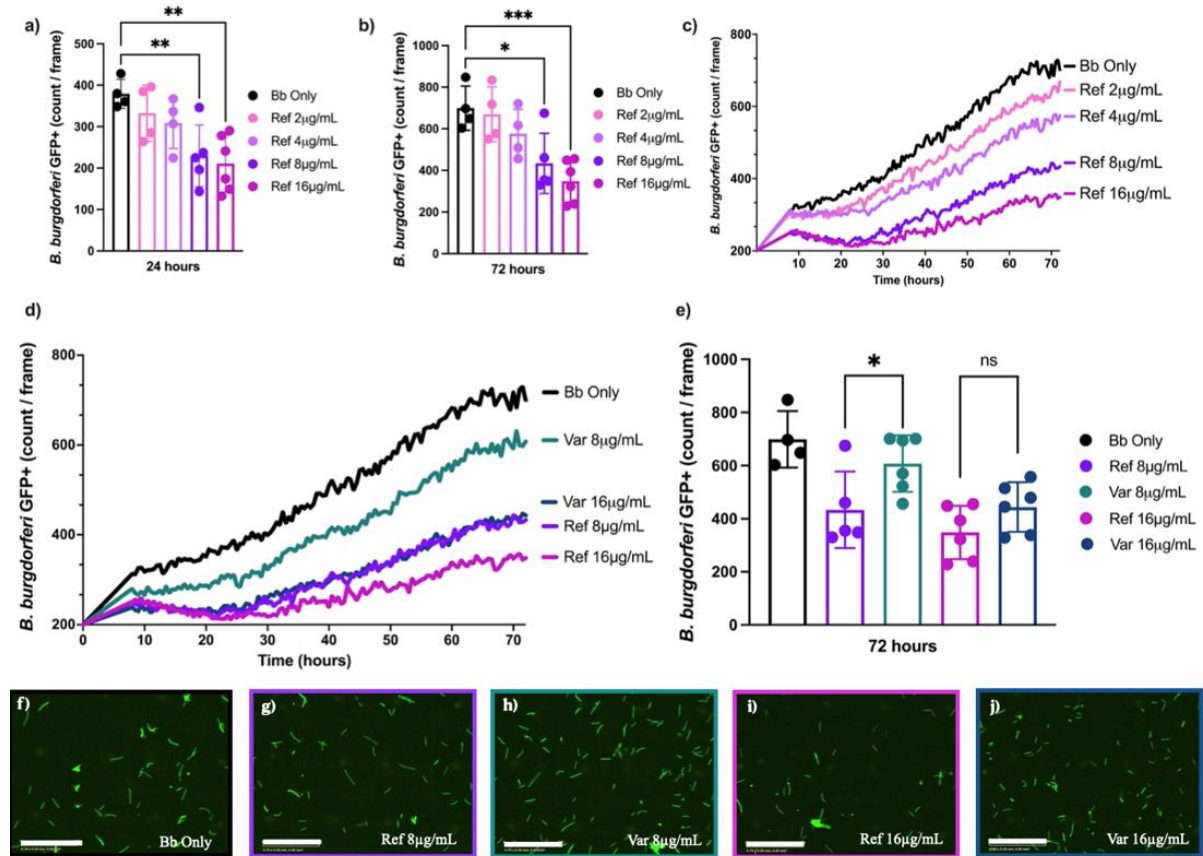 a)
**
**
B. burgdorferi GFP+ (count / frame)
500
400
300
200
100
0
24 hours
Bb Only
Ref 2μg/mL
Ref 4μg/mL
Ref 8μg/mL
Ref 16μg/mL
b)
***
*
B. burgdorferi GFP+ (count / frame)
1000
800
600
400
200
0
72 hours
Bb Only
Ref 2μg/mL
Ref 4μg/mL
Ref 8μg/mL
Ref 16μg/mL
c)
B. burgdorferi GFP+ (count / frame)
800
600
400
200
10 20 30 40 50 60 70
Time (hours)
Bb Only
Ref 2μg/mL
Ref 4μg/mL
Ref 8μg/mL
Ref 16μg/mL
d)
B. burgdorferi GFP+ (count / frame)
800
600
400
200
0 10 20 30 40 50 60 70
Time (hours)
Bb Only
Var 8μg/mL
Var 16μg/mL
Ref 8μg/mL
Ref 16μg/mL
e)
*
ns
B. burgdorferi GFP+ (count / frame)
1000
800
600
400
200
0
72 hours
Bb Only
Ref 8μg/mL
Var 8μg/mL
Ref 16μg/mL
Var 16μg/mL
f)
Bb Only
g)
Ref 8μg/mL
h)
Var 8μg/mL
i)
Ref 16μg/mL
j)
Var 16μg/mL